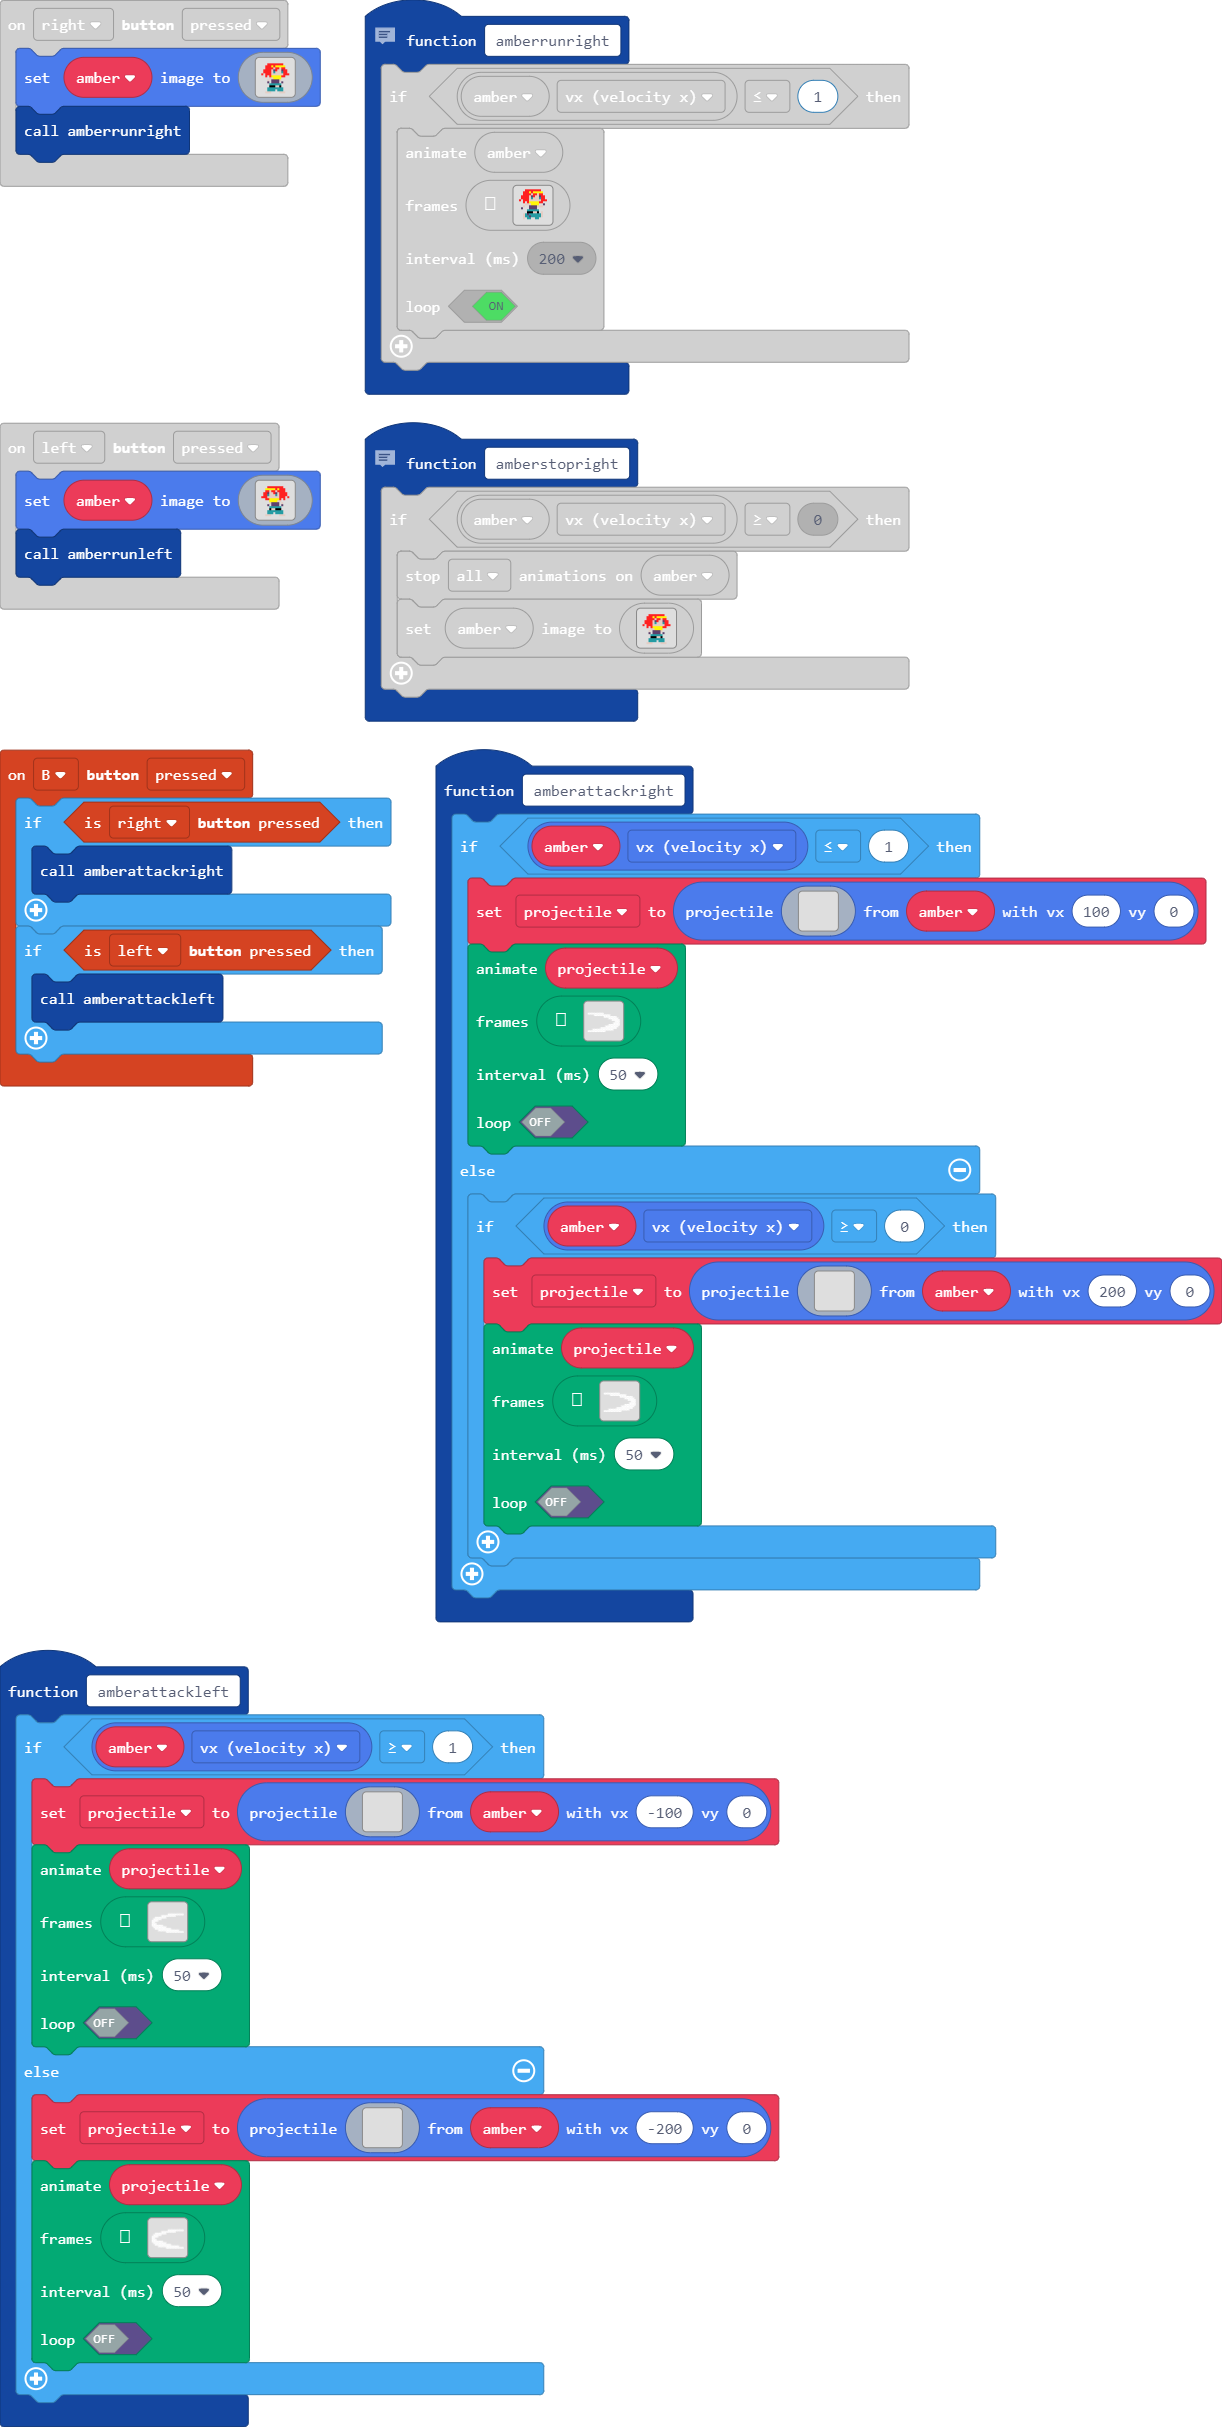 on right button pressed
set amber image to
call amberrunright
function amberrunright
if amber vx (velocity x) ≤ 1 then
animate amber
frames
interval (ms) 200
loop ON
on left button pressed
set amber image to
call amberrunleft
function amberstopright
if amber vx (velocity x) ≥ 0 then
stop all animations on amber
set amber image to
on B button pressed
if is right button pressed then
call amberattackright
if is left button pressed then
call amberattackleft
function amberattackright
if amber vx (velocity x) ≤ 1 then
set projectile to projectile from amber with vx 100 vy 0
animate projectile
frames
interval (ms) 50
loop OFF
else
if amber vx (velocity x) ≥ 0 then
set projectile to projectile from amber with vx 200 vy 0
animate projectile
frames
interval (ms) 50
loop OFF
function amberattackleft
if amber vx (velocity x) ≥ 1 then
set projectile to projectile from amber with vx -100 vy 0
animate projectile
frames
interval (ms) 50
loop OFF
else
set projectile to projectile from amber with vx -200 vy 0
animate projectile
frames
interval (ms) 50
loop OFF